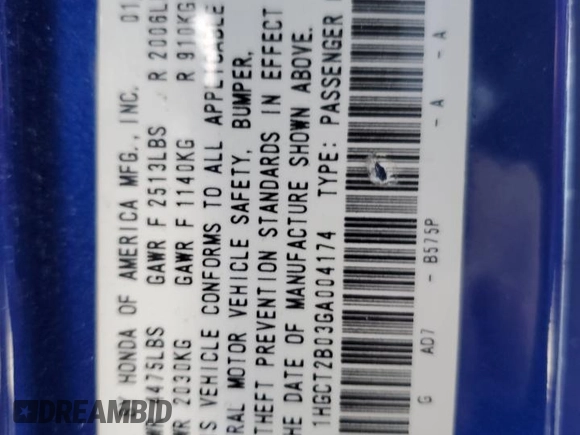 HONDA OF AMERICA MFG., INC. 01
4475LBS GAWR F 2513LBS R 2006L
2030KG GAWR F 1140KG R 910KG
S VEHICLE CONFORMS TO ALL APPLICABLE
RAL MOTOR VEHICLE SAFETY, BUMPER,
THEFT PREVENTION STANDARDS IN EFFECT
HE DATE OF MANUFACTURE SHOWN ABOVE.
1HGCT2B03GA004174 TYPE: PASSENGER
G AD7 - B575P - A - A
DREAMBID